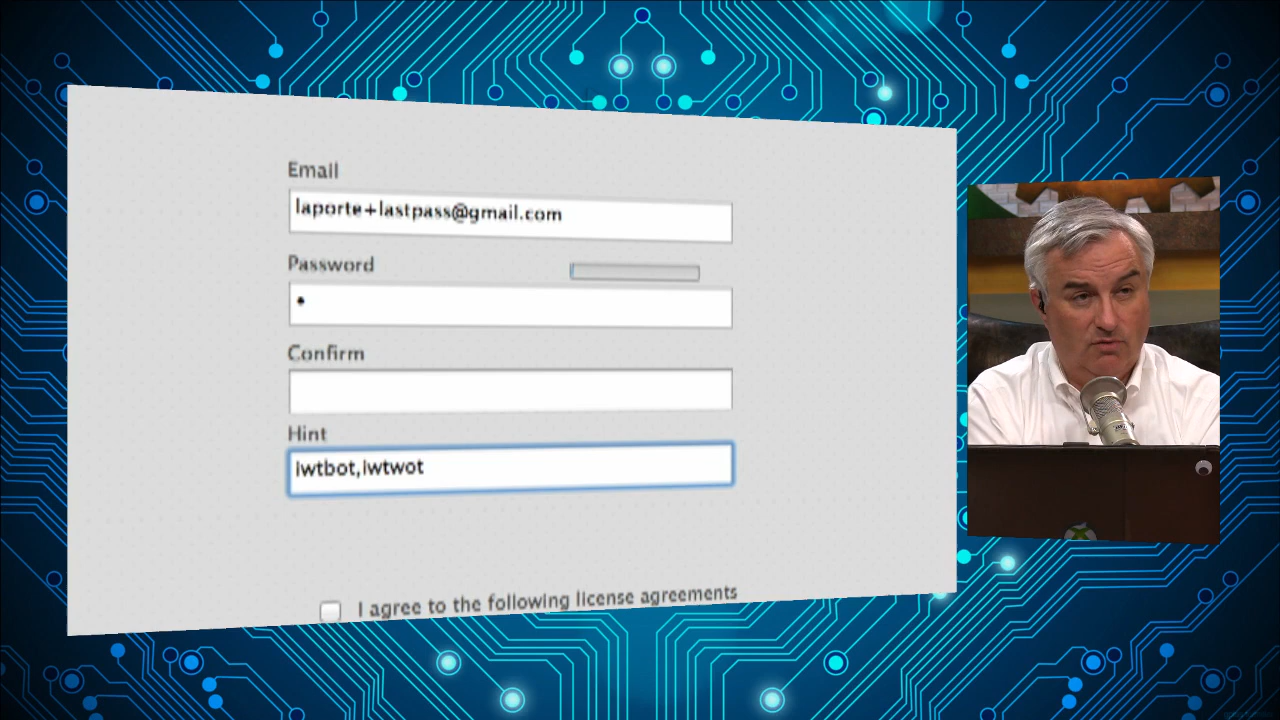 Email
laporte+lastpass@gmail.com
Password
Confirm
Hint
iwtbot,iwtwot
I agree to the following license agreements